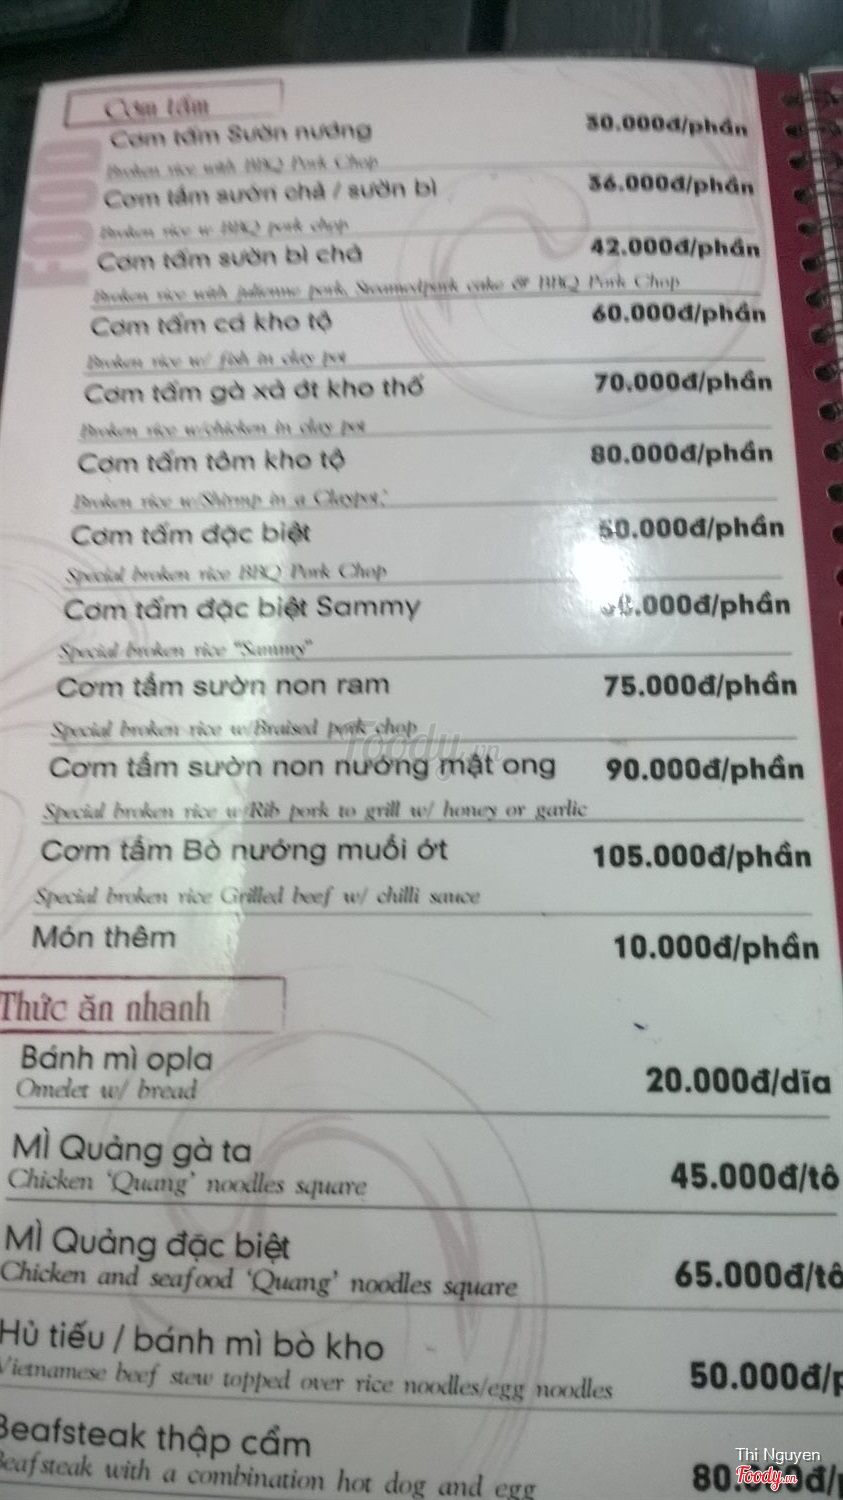 FOOD
Cơm tấm
Cơm tấm Sườn nướng 30.000đ/phần
Broken rice with BBQ Pork Chop
Cơm tấm sườn chả / sườn bì 36.000đ/phần
Broken rice w BBQ pork chop
Cơm tấm sườn bì chả 42.000đ/phần
Broken rice with julienne pork, Steamedpork cake & BBQ Pork Chop
Cơm tấm cá kho tộ 60.000đ/phần
Broken rice w/ fish in clay pot
Cơm tấm gà xả ớt kho thố 70.000đ/phần
Broken rice w/chicken in clay pot
Cơm tấm tôm kho tộ 80.000đ/phần
Broken rice w/Shirmp in a Claypot,'
Cơm tấm đặc biệt 50.000đ/phần
Special broken rice BBQ Pork Chop
Cơm tấm đặc biệt Sammy .000đ/phần
Special broken rice "Sammy"
Cơm tấm sườn non ram 75.000đ/phần
Special broken rice w/Braised pork chop
Foody.vn
Cơm tấm sườn non nướng mật ong 90.000đ/phần
Special broken rice w/Rib pork to grill w/ honey or garlic
Cơm tấm Bò nướng muối ớt 105.000đ/phần
Special broken rice Grilled beef w/ chilli sauce
Món thêm 10.000đ/phần
Thức ăn nhanh
Bánh mì opla 20.000đ/dĩa
Omelet w/ bread
MÌ Quảng gà ta 45.000đ/tô
Chicken 'Quang' noodles square
MÌ Quảng đặc biệt 65.000đ/tô
Chicken and seafood 'Quang' noodles square
Hủ tiếu / bánh mì bò kho 50.000đ/p
Vietnamese beef stew topped over rice noodles/egg noodles
Beafsteak thập cẩm 80.000đ/
Beafsteak with a combination hot dog and egg
Thi Nguyen
Foody.vn